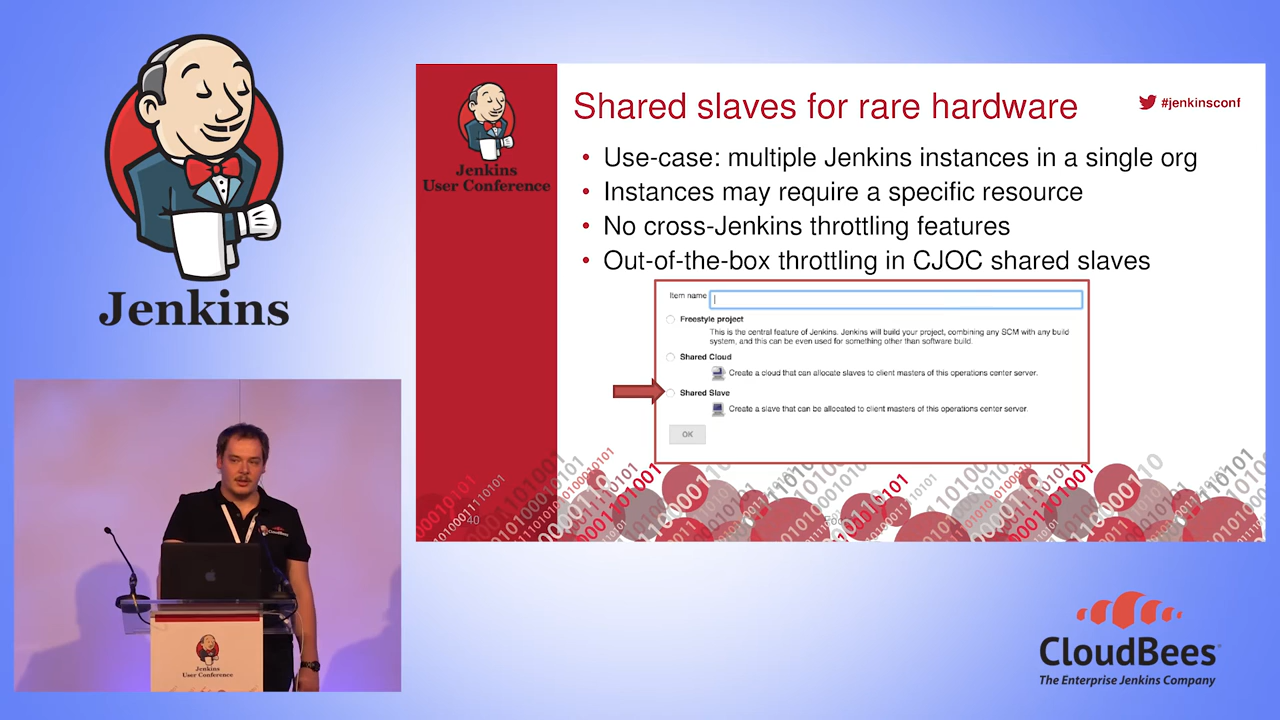 Jenkins
Jenkins
User Conference
Shared slaves for rare hardware
#jenkinsconf
• Use-case: multiple Jenkins instances in a single org
• Instances may require a specific resource
• No cross-Jenkins throttling features
• Out-of-the-box throttling in CJOC shared slaves
Item name
Freestyle project
This is the central feature of Jenkins. Jenkins will build your project, combining any SCM with any build
system, and this can be even used for something other than software build.
Shared Cloud
Create a cloud that can allocate slaves to client masters of this operations center server.
Shared Slave
Create a slave that can be allocated to client masters of this operations center server.
OK
40
CloudBees
Jenkins
User Conference
CloudBees
The Enterprise Jenkins Company